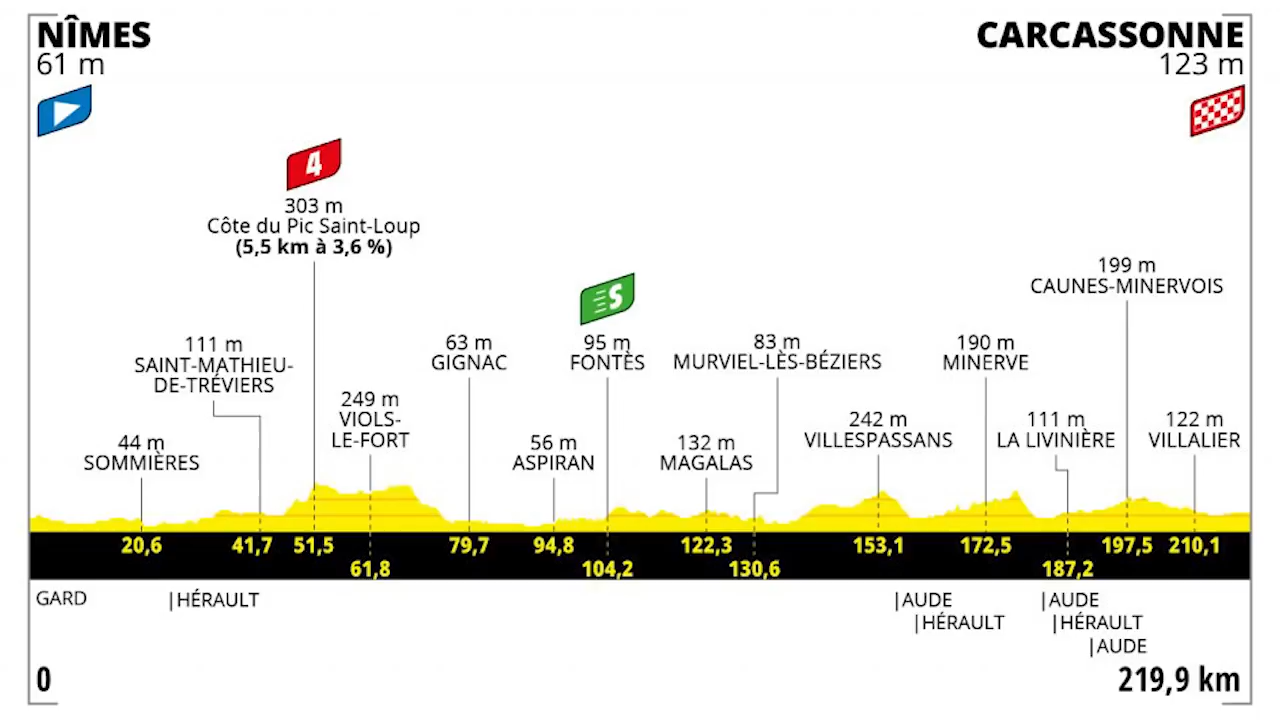 NÎMES
61 m
CARCASSONNE
123 m
4
303 m
Côte du Pic Saint-Loup
(5,5 km à 3,6 %)
S
199 m
CAUNES-MINERVOIS
111 m
SAINT-MATHIEU-
DE-TRÉVIERS
63 m
GIGNAC
95 m
FONTÈS
83 m
MURVIEL-LÈS-BÉZIERS
190 m
MINERVE
249 m
VIOLS-
LE-FORT
44 m
SOMMIÈRES
56 m
ASPIRAN
132 m
MAGALAS
242 m
VILLESPASSANS
111 m
LA LIVINIÈRE
122 m
VILLALIER
20,6 41,7 51,5 79,7 94,8 122,3 153,1 172,5 197,5 210,1
61,8 104,2 130,6 187,2
GARD |HÉRAULT |AUDE |AUDE
|HÉRAULT |HÉRAULT
|AUDE
0 219,9 km